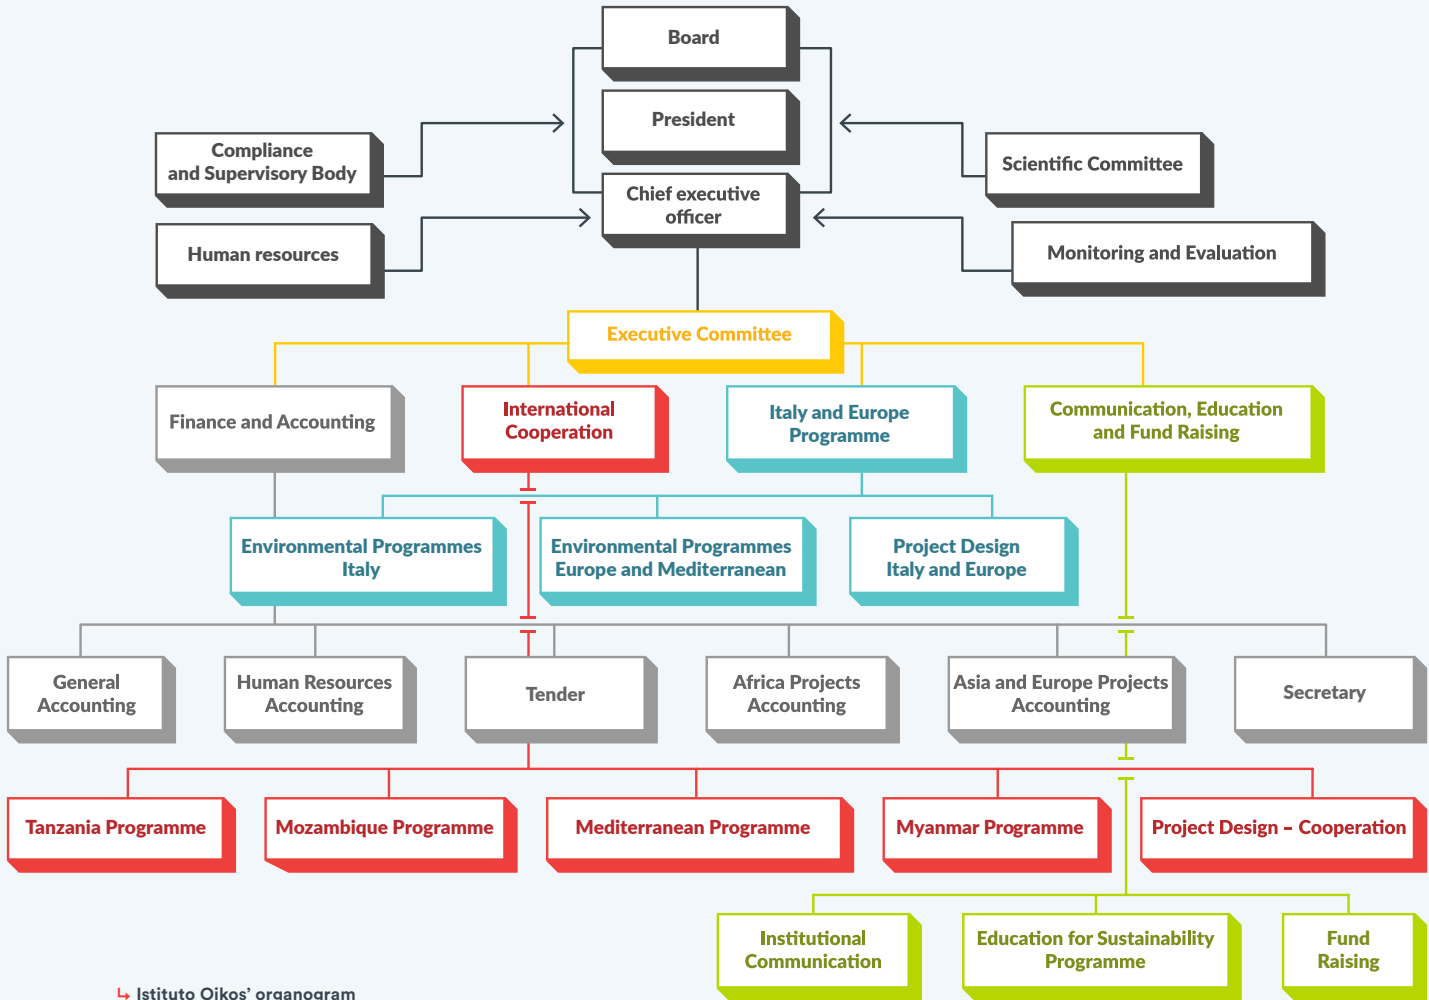 Board
President
Compliance
and Supervisory Body
Scientific Committee
Chief executive
officer
Human resources
Monitoring and Evaluation
Executive Committee
Finance and Accounting
International
Cooperation
Italy and Europe
Programme
Communication, Education
and Fund Raising
Environmental Programmes
Italy
Environmental Programmes
Europe and Mediterranean
Project Design
Italy and Europe
General
Accounting
Human Resources
Accounting
Tender
Africa Projects
Accounting
Asia and Europe Projects
Accounting
Secretary
Tanzania Programme
Mozambique Programme
Mediterranean Programme
Myanmar Programme
Project Design – Cooperation
Institutional
Communication
Education for Sustainability
Programme
Fund
Raising
↳ Istituto Oikos’ organogram